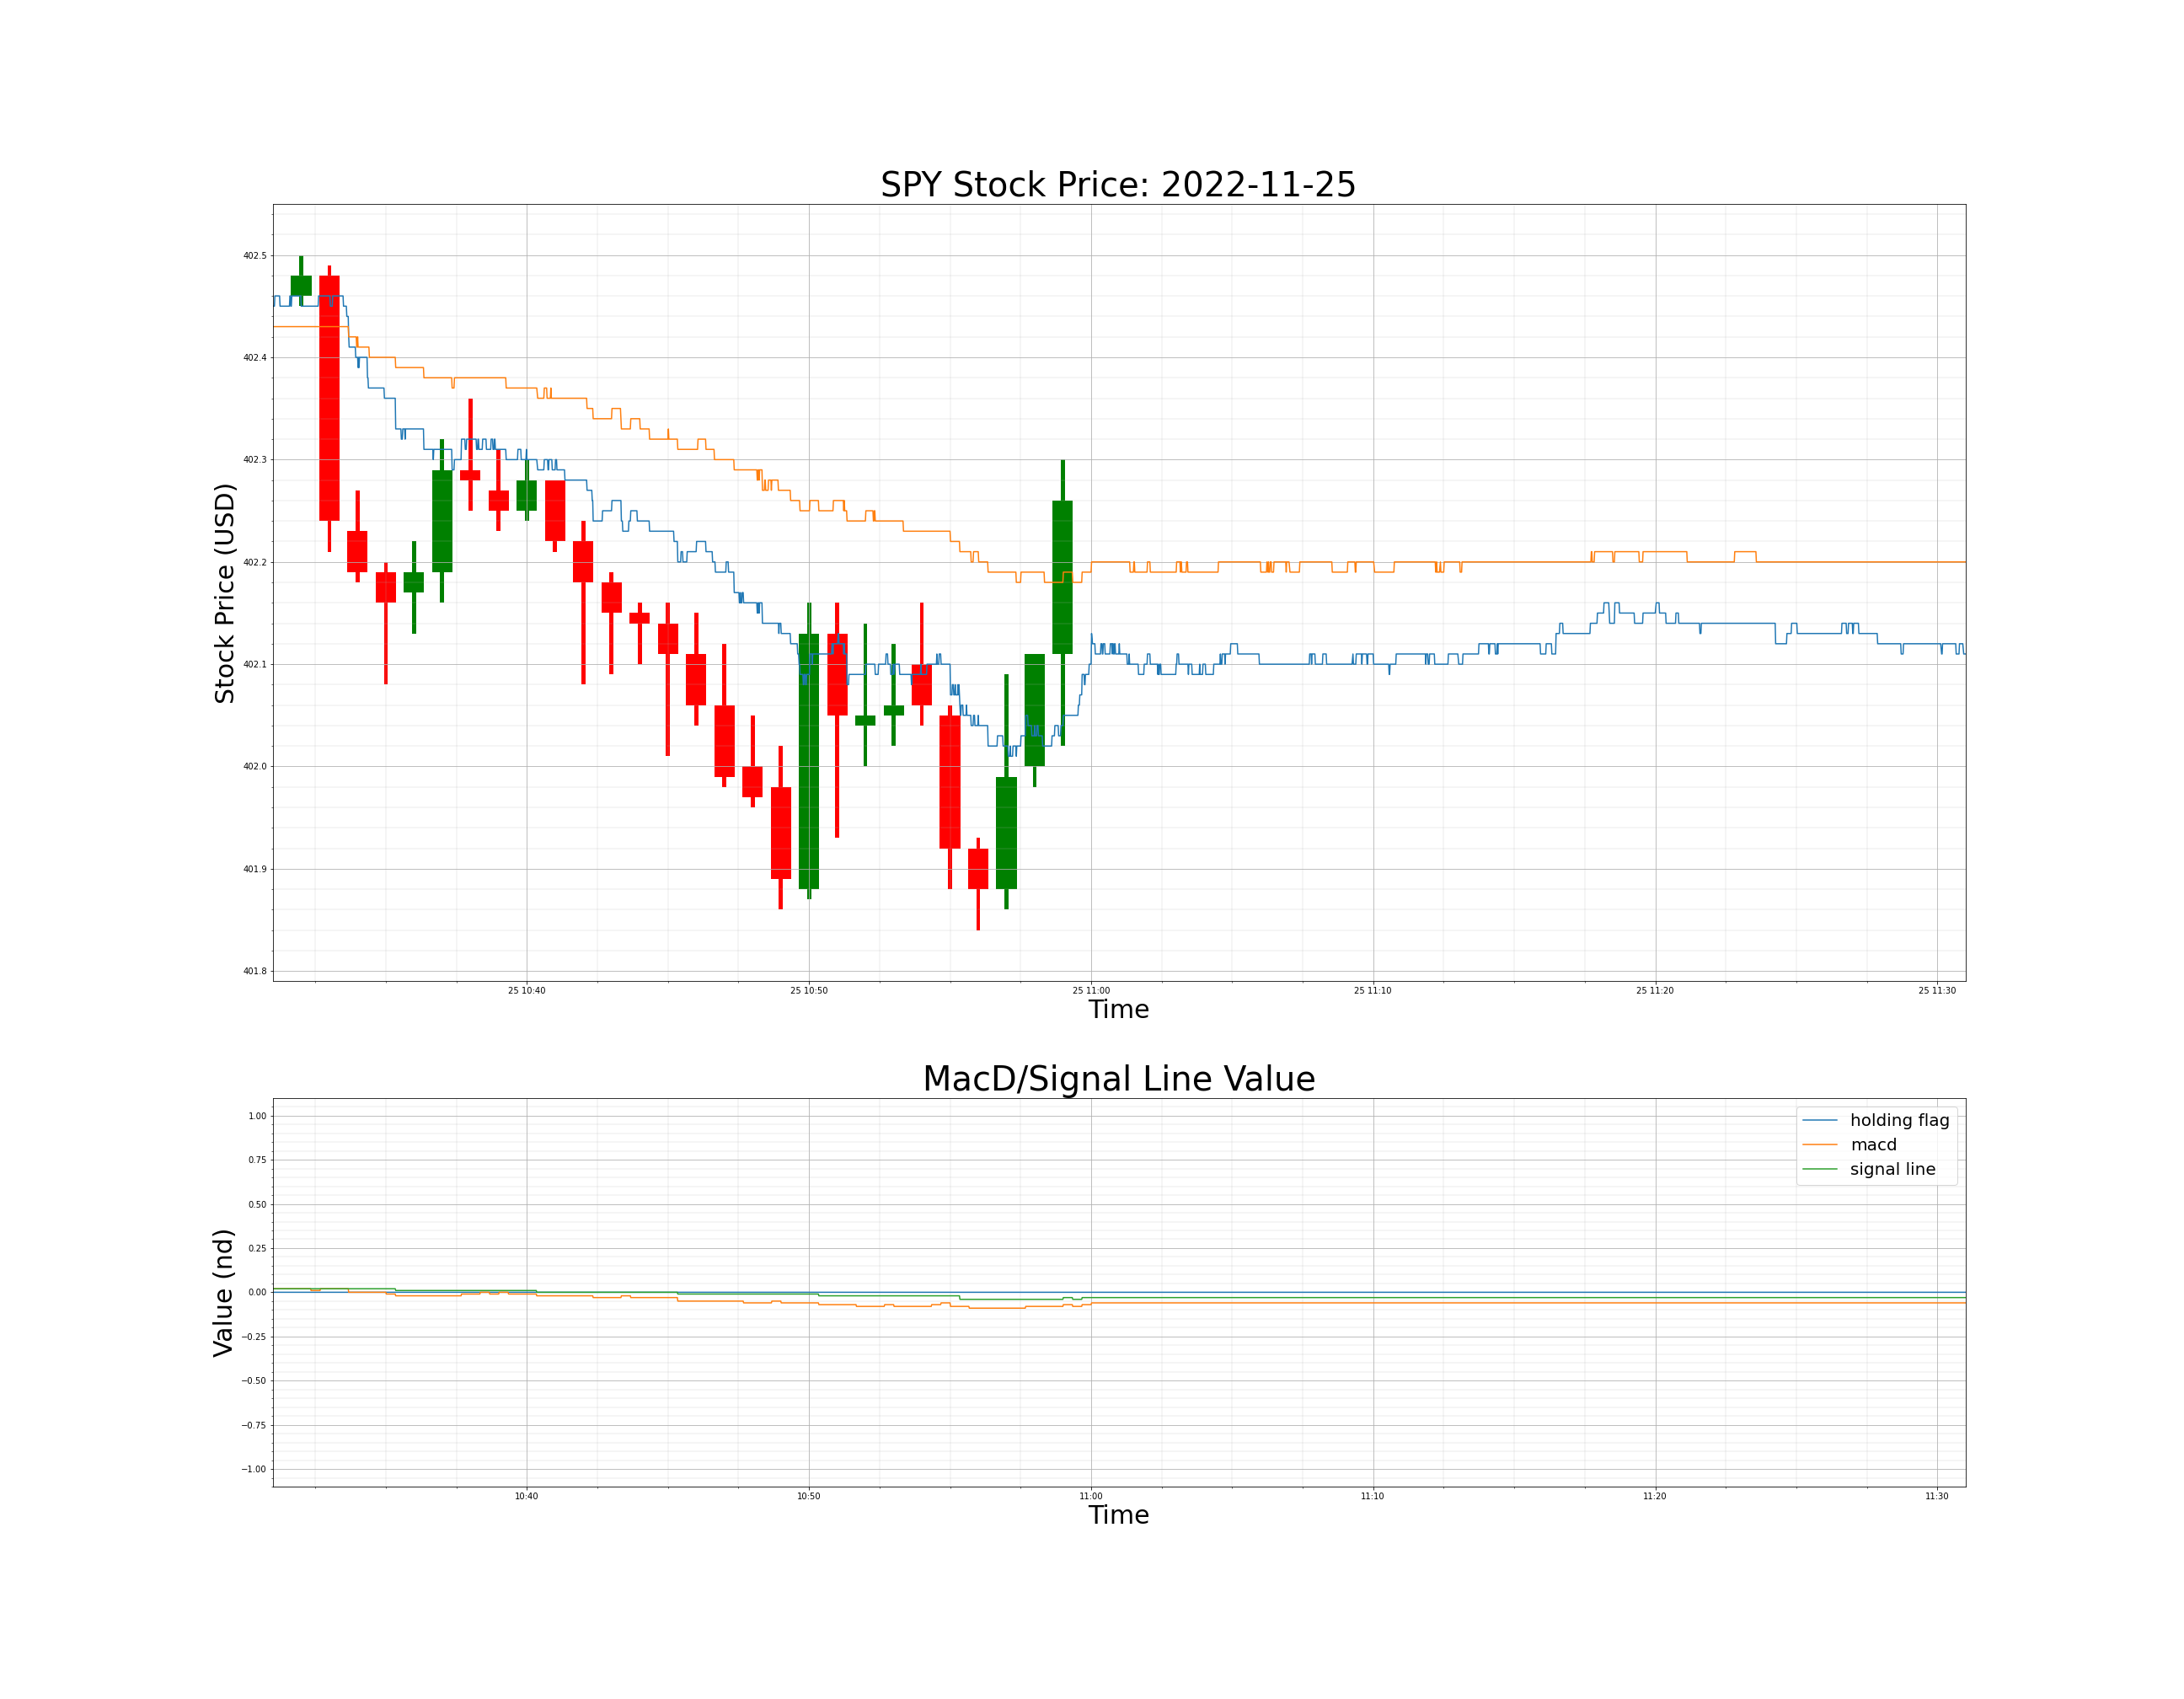 SPY Stock Price: 2022-11-25
Stock Price (USD)
402.5
402.4
402.3
402.2
402.1
402.0
401.9
401.8
25 10:40 25 10:50 25 11:00 25 11:10 25 11:20 25 11:30
Time
MacD/Signal Line Value
Value (nd)
1.00
0.75
0.50
0.25
0.00
−0.25
−0.50
−0.75
−1.00
holding flag
macd
signal line
10:40 10:50 11:00 11:10 11:20 11:30
Time